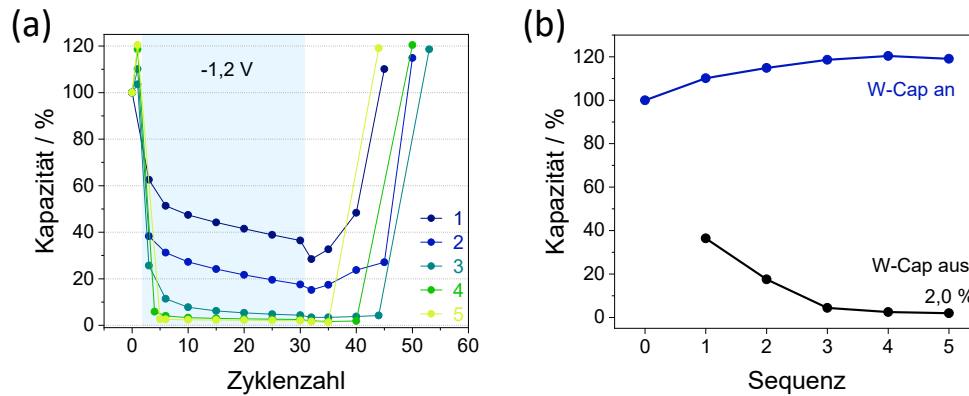 (a)
Kapazität / %
120
100
80
60
40
20
0
-1,2 V
1
2
3
4
5
0 10 20 30 40 50 60
Zyklenzahl
(b)
Kapazität / %
120
100
80
60
40
20
0
W-Cap an
W-Cap aus
2,0 %
0 1 2 3 4 5
Sequenz